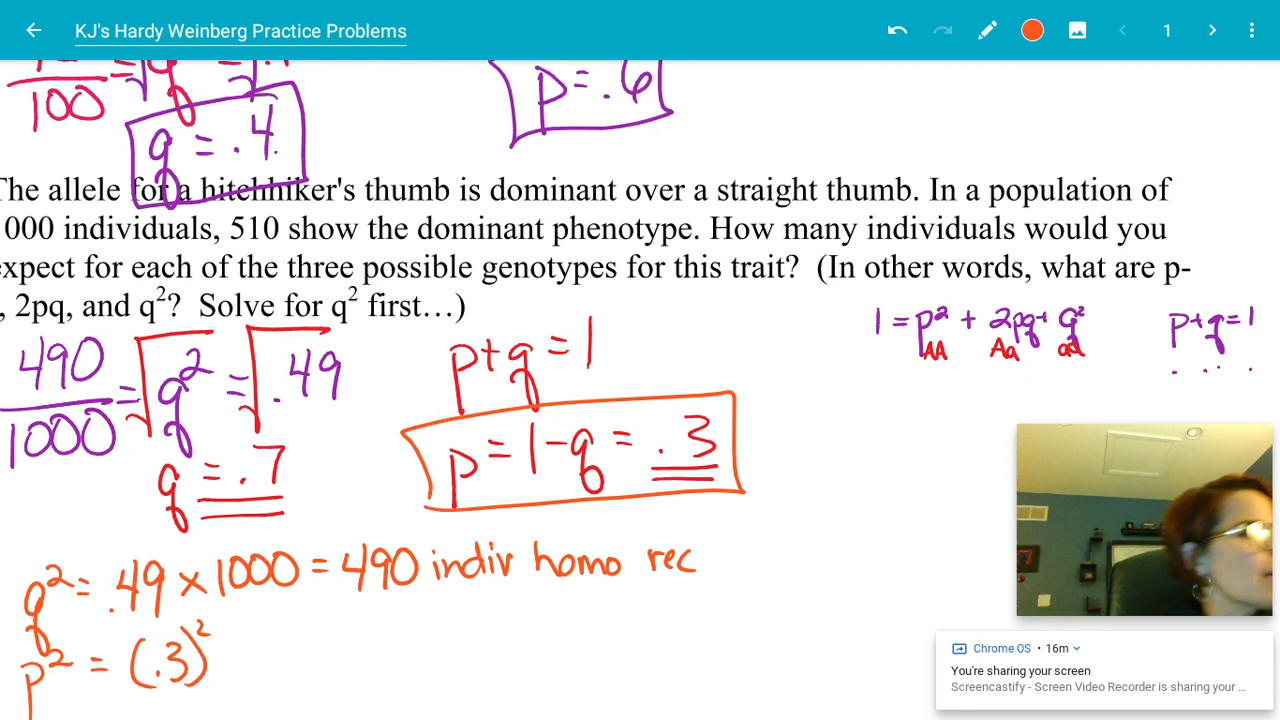 KJ's Hardy Weinberg Practice Problems
1
100
q = .4
p = .6
The allele for a hitchhiker's thumb is dominant over a straight thumb. In a population of
000 individuals, 510 show the dominant phenotype. How many individuals would you
expect for each of the three possible genotypes for this trait? (In other words, what are p-
, 2pq, and q²? Solve for q² first…)
1 = p² + 2pq + q²
AA Aa aa
p+q=1
490/1000 = √q² = √.49
q = .7
p+q = 1
p = 1-q = .3
q² = .49 x 1000 = 490 indiv homo rec
p² = (.3)²
Chrome OS • 16m
You're sharing your screen
Screencastify - Screen Video Recorder is sharing your ...